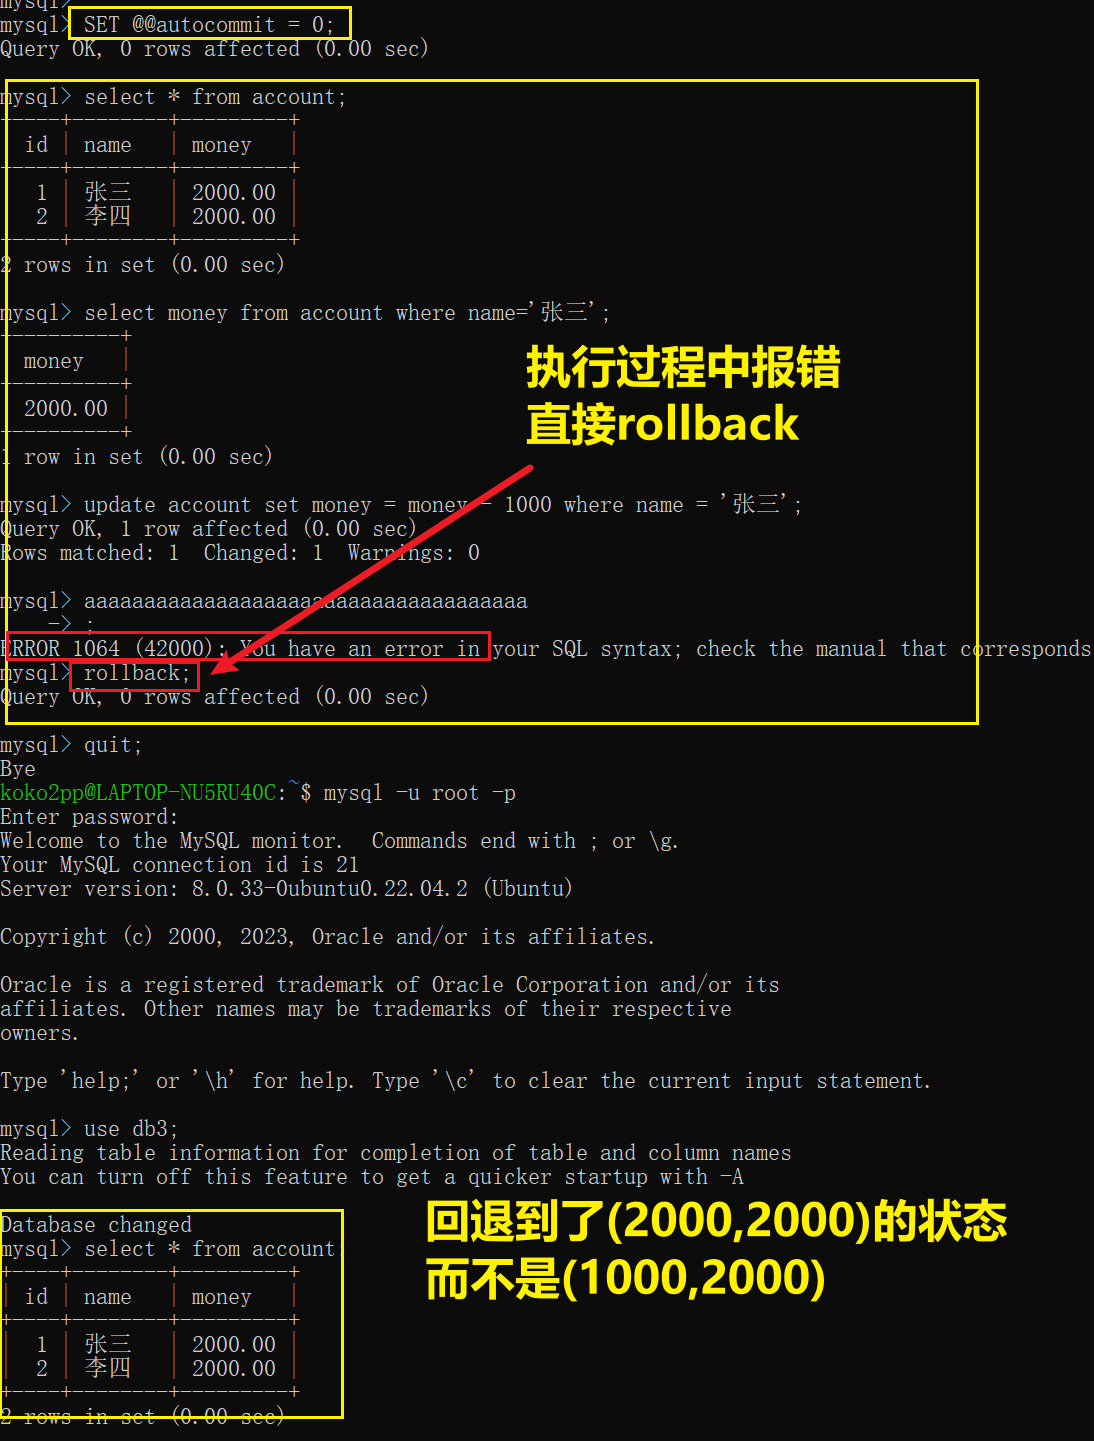 mysql>
mysql> SET @@autocommit = 0;
Query OK, 0 rows affected (0.00 sec)
mysql> select * from account;
-----+--------+---------+
id | name | money |
-----+--------+---------+
1 | 张三 | 2000.00 |
2 | 李四 | 2000.00 |
-----+--------+---------+
2 rows in set (0.00 sec)
mysql> select money from account where name='张三';
----------+
money |
----------+
2000.00 |
----------+
1 row in set (0.00 sec)
执行过程中报错
直接rollback
mysql> update account set money = money - 1000 where name = '张三';
Query OK, 1 row affected (0.00 sec)
Rows matched: 1 Changed: 1 Warnings: 0
mysql> aaaaaaaaaaaaaaaaaaaaaaaaaaaaaaaaaaaaa
-> ;
ERROR 1064 (42000): You have an error in your SQL syntax; check the manual that corresponds
mysql> rollback;
Query OK, 0 rows affected (0.00 sec)
mysql> quit;
Bye
koko2pp@LAPTOP-NU5RU40C:~$ mysql -u root -p
Enter password:
Welcome to the MySQL monitor. Commands end with ; or \g.
Your MySQL connection id is 21
Server version: 8.0.33-0ubuntu0.22.04.2 (Ubuntu)
Copyright (c) 2000, 2023, Oracle and/or its affiliates.
Oracle is a registered trademark of Oracle Corporation and/or its
affiliates. Other names may be trademarks of their respective
owners.
Type 'help;' or '\h' for help. Type '\c' to clear the current input statement.
mysql> use db3;
Reading table information for completion of table and column names
You can turn off this feature to get a quicker startup with -A
回退到了(2000,2000)的状态
而不是(1000,2000)
Database changed
mysql> select * from account;
+----+--------+---------+
| id | name | money |
+----+--------+---------+
| 1 | 张三 | 2000.00 |
| 2 | 李四 | 2000.00 |
+----+--------+---------+
2 rows in set (0.00 sec)